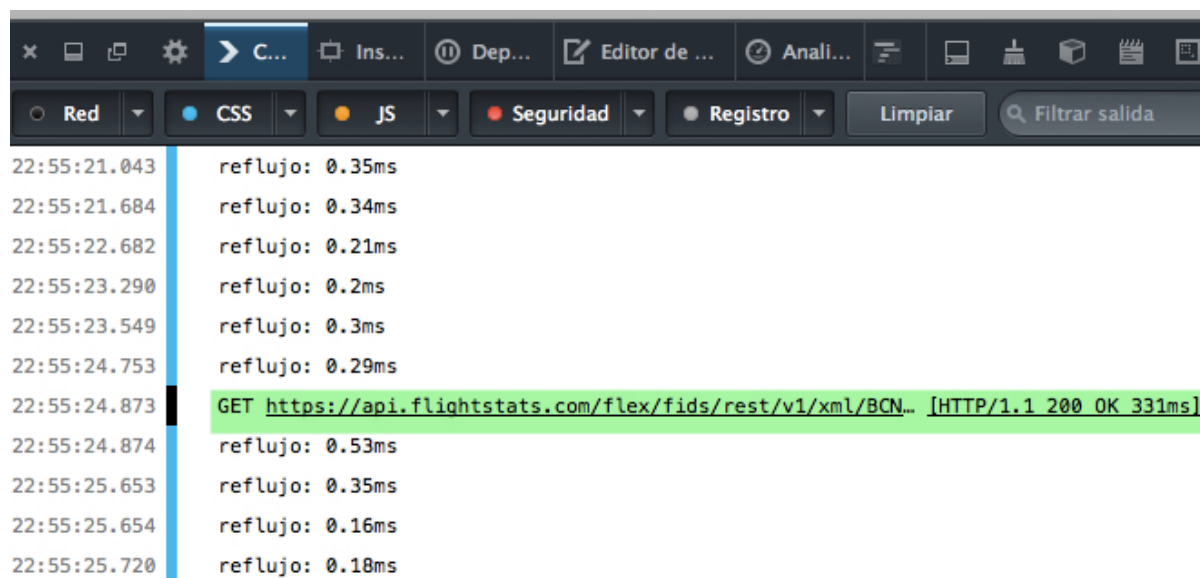 C... Ins... Dep... Editor de ... Anali...
Red CSS JS Seguridad Registro Limpiar Filtrar salida
22:55:21.043 reflujo: 0.35ms
22:55:21.684 reflujo: 0.34ms
22:55:22.682 reflujo: 0.21ms
22:55:23.290 reflujo: 0.2ms
22:55:23.549 reflujo: 0.3ms
22:55:24.753 reflujo: 0.29ms
22:55:24.873 GET https://api.flightstats.com/flex/fids/rest/v1/xml/BCN… [HTTP/1.1 200 OK 331ms]
22:55:24.874 reflujo: 0.53ms
22:55:25.653 reflujo: 0.35ms
22:55:25.654 reflujo: 0.16ms
22:55:25.720 reflujo: 0.18ms